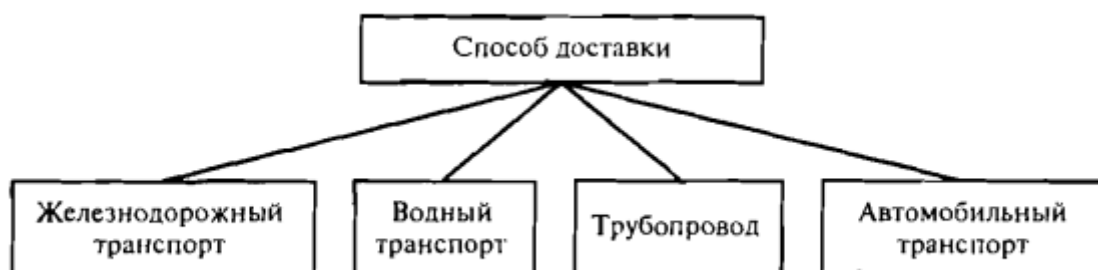 Способ доставки
Железнодорожный
транспорт
Водный
транспорт
Трубопровод
Автомобильный
транспорт